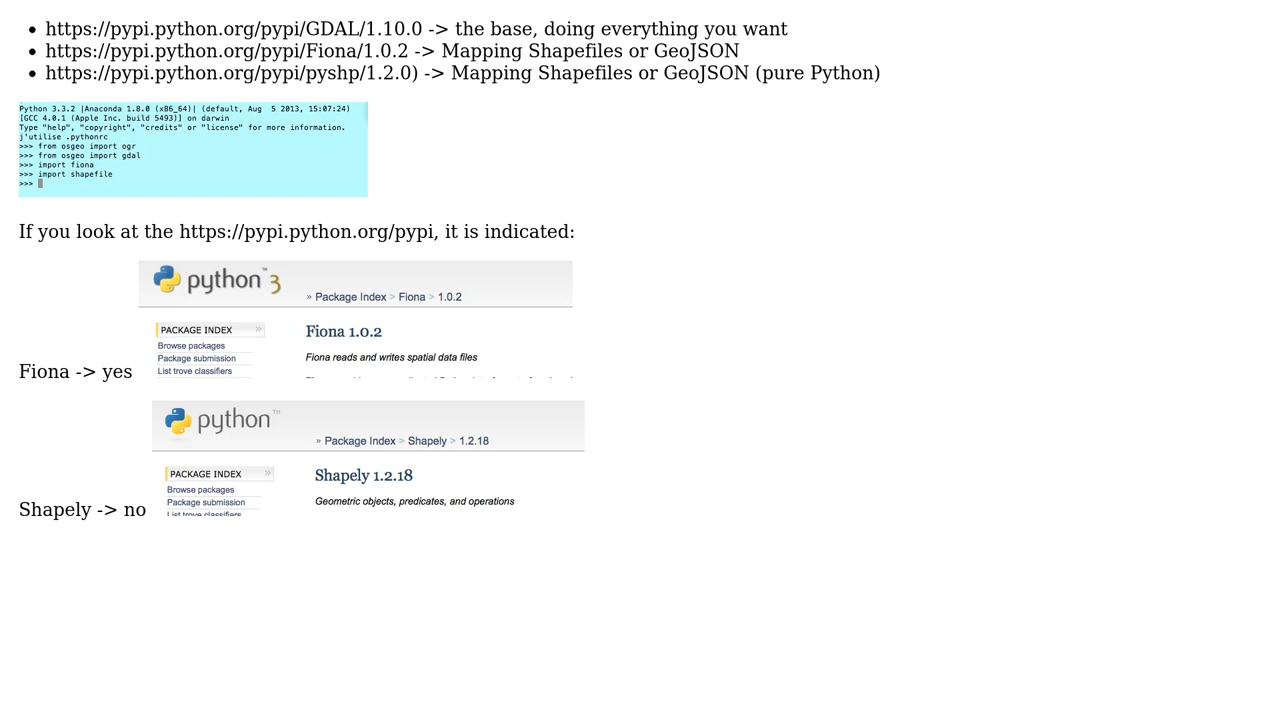 https://pypi.python.org/pypi/GDAL/1.10.0 -> the base, doing everything you want
https://pypi.python.org/pypi/Fiona/1.0.2 -> Mapping Shapefiles or GeoJSON
https://pypi.python.org/pypi/pyshp/1.2.0) -> Mapping Shapefiles or GeoJSON (pure Python)
Python 3.3.2 |Anaconda 1.8.0 (x86_64)| (default, Aug  5 2013, 15:07:24)
[GCC 4.0.1 (Apple Inc. build 5493)] on darwin
Type "help", "copyright", "credits" or "license" for more information.
j'utilise .pythonrc
>>> from osgeo import ogr
>>> from osgeo import gdal
>>> import fiona
>>> import shapefile
>>>
If you look at the https://pypi.python.org/pypi, it is indicated:
python™ 3
» Package Index > Fiona > 1.0.2
PACKAGE INDEX »
Fiona 1.0.2
Browse packages
Package submission
Fiona reads and writes spatial data files
List trove classifiers
Fiona -> yes
python™
» Package Index > Shapely > 1.2.18
PACKAGE INDEX »
Shapely 1.2.18
Browse packages
Package submission
Geometric objects, predicates, and operations
List trove classifiers
Shapely -> no